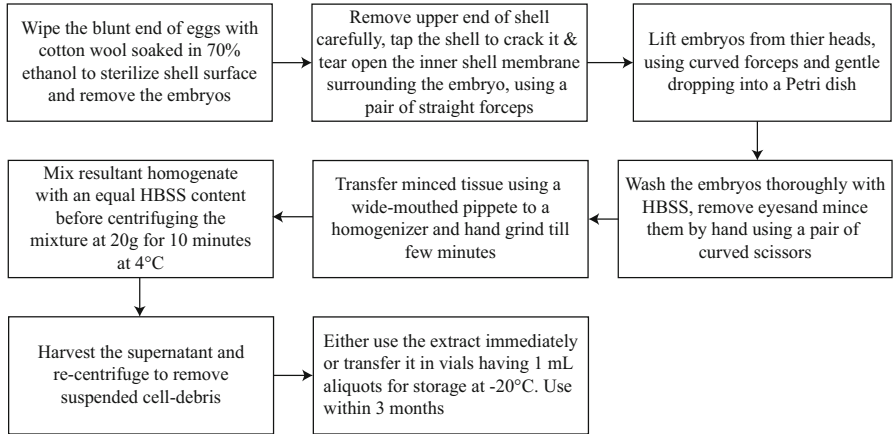 Wipe the blunt end of eggs with
cotton wool soaked in 70%
ethanol to sterilize shell surface
and remove the embryos
Remove upper end of shell
carefully, tap the shell to crack it &
tear open the inner shell membrane
surrounding the embryo, using a
pair of straight forceps
Lift embryos from thier heads,
using curved forceps and gentle
dropping into a Petri dish
Wash the embryos thoroughly with
HBSS, remove eyesand mince
them by hand using a pair of
curved scissors
Transfer minced tissue using a
wide-mouthed pippete to a
homogenizer and hand grind till
few minutes
Mix resultant homogenate
with an equal HBSS content
before centrifuging the
mixture at 20g for 10 minutes
at 4°C
Harvest the supernatant and
re-centrifuge to remove
suspended cell-debris
Either use the extract immediately
or transfer it in vials having 1 mL
aliquots for storage at -20°C. Use
within 3 months